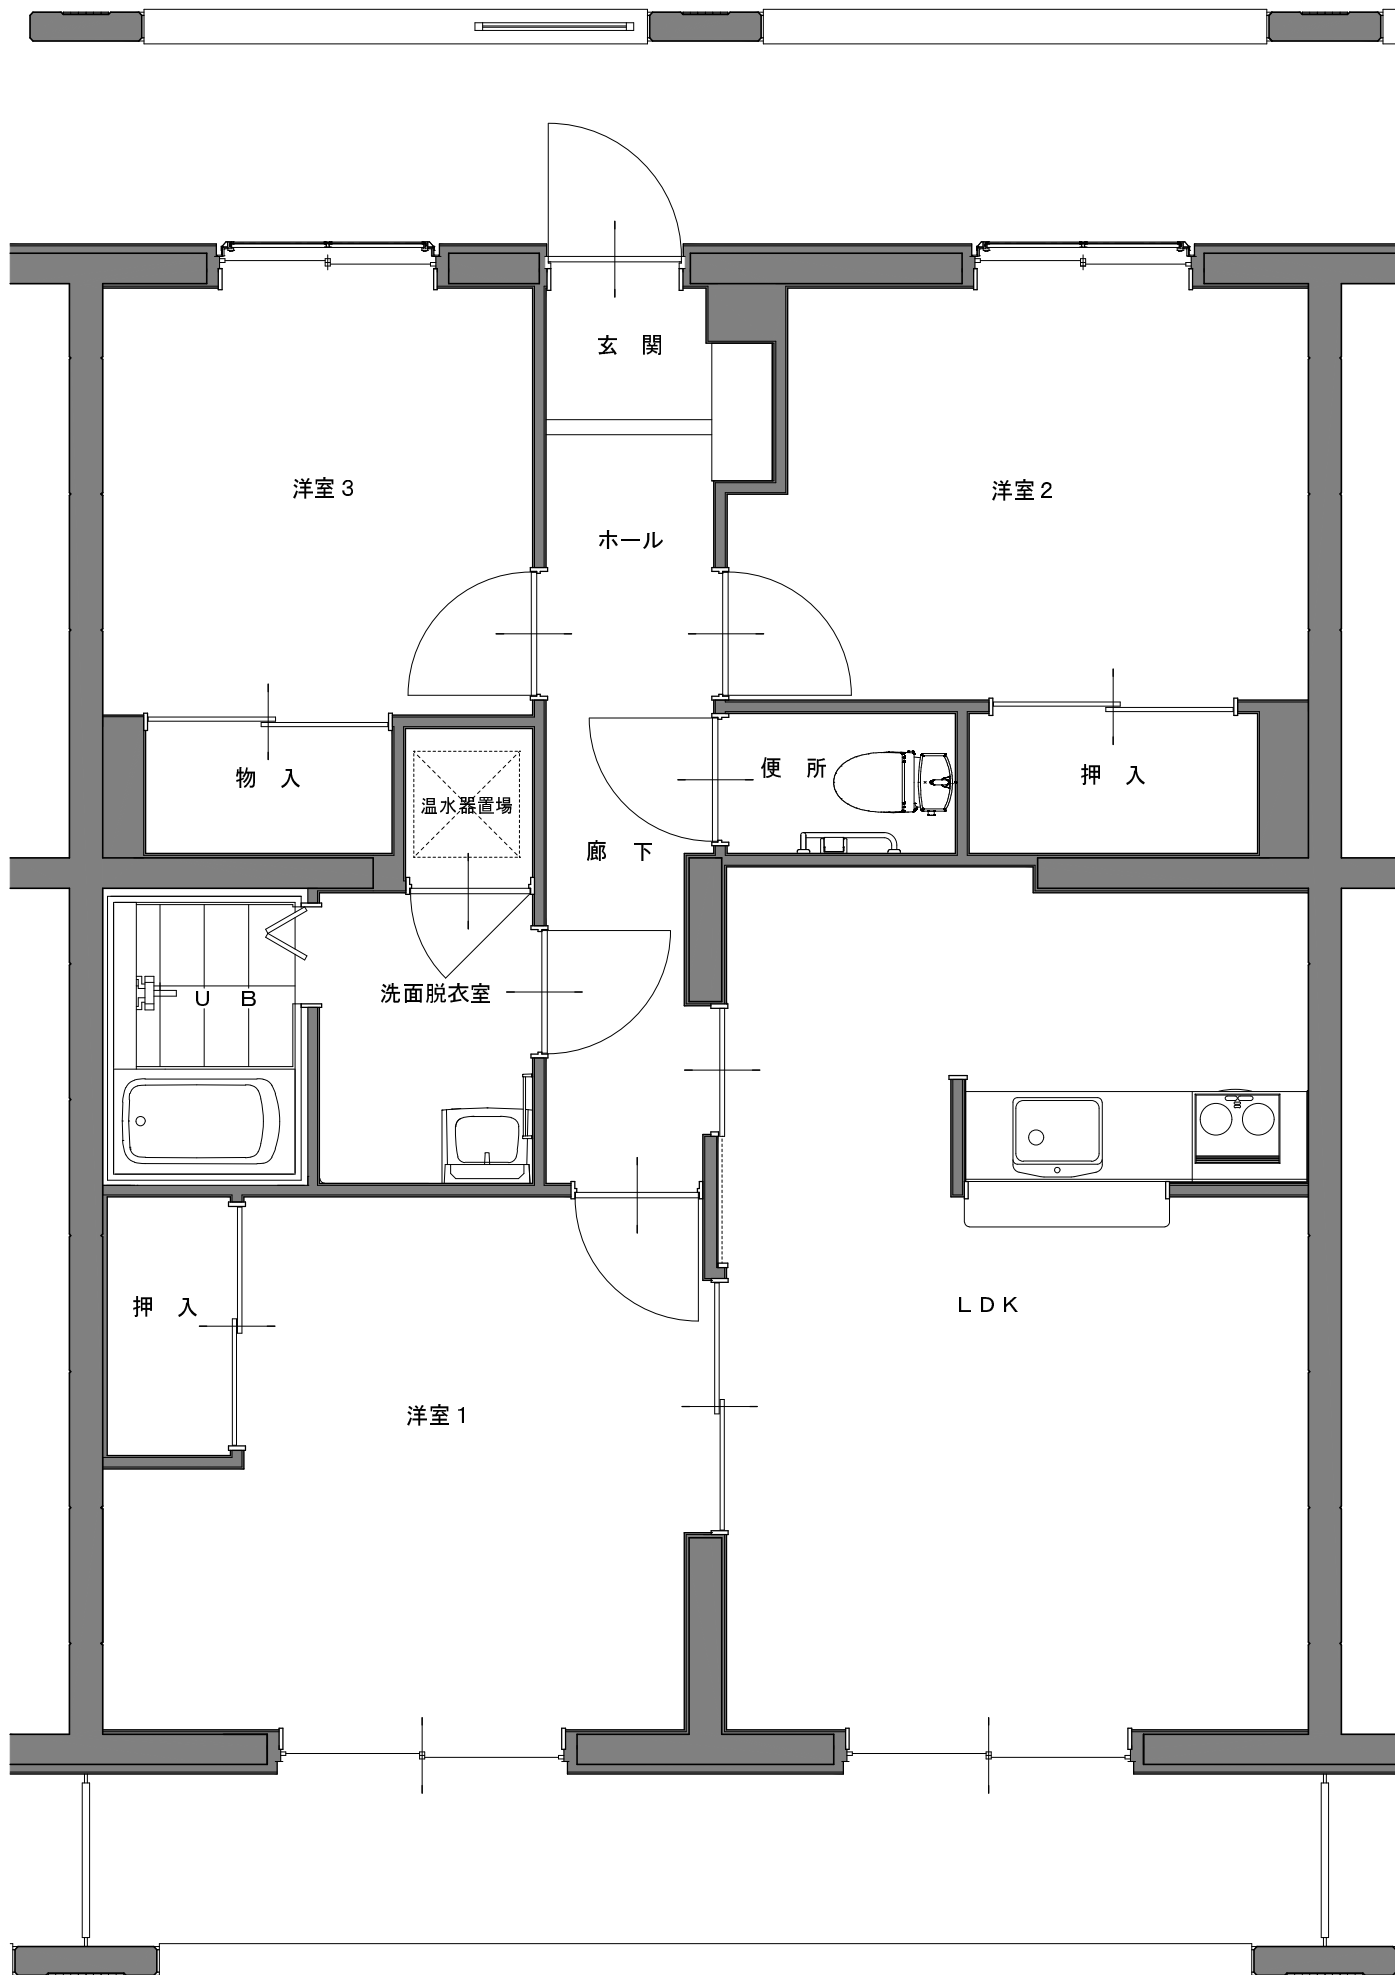 玄 関
洋室3
洋室2
ホール
便 所
物 入
押 入
温水器置場
廊 下
洗面脱衣室
U B
押 入
LDK
洋室1